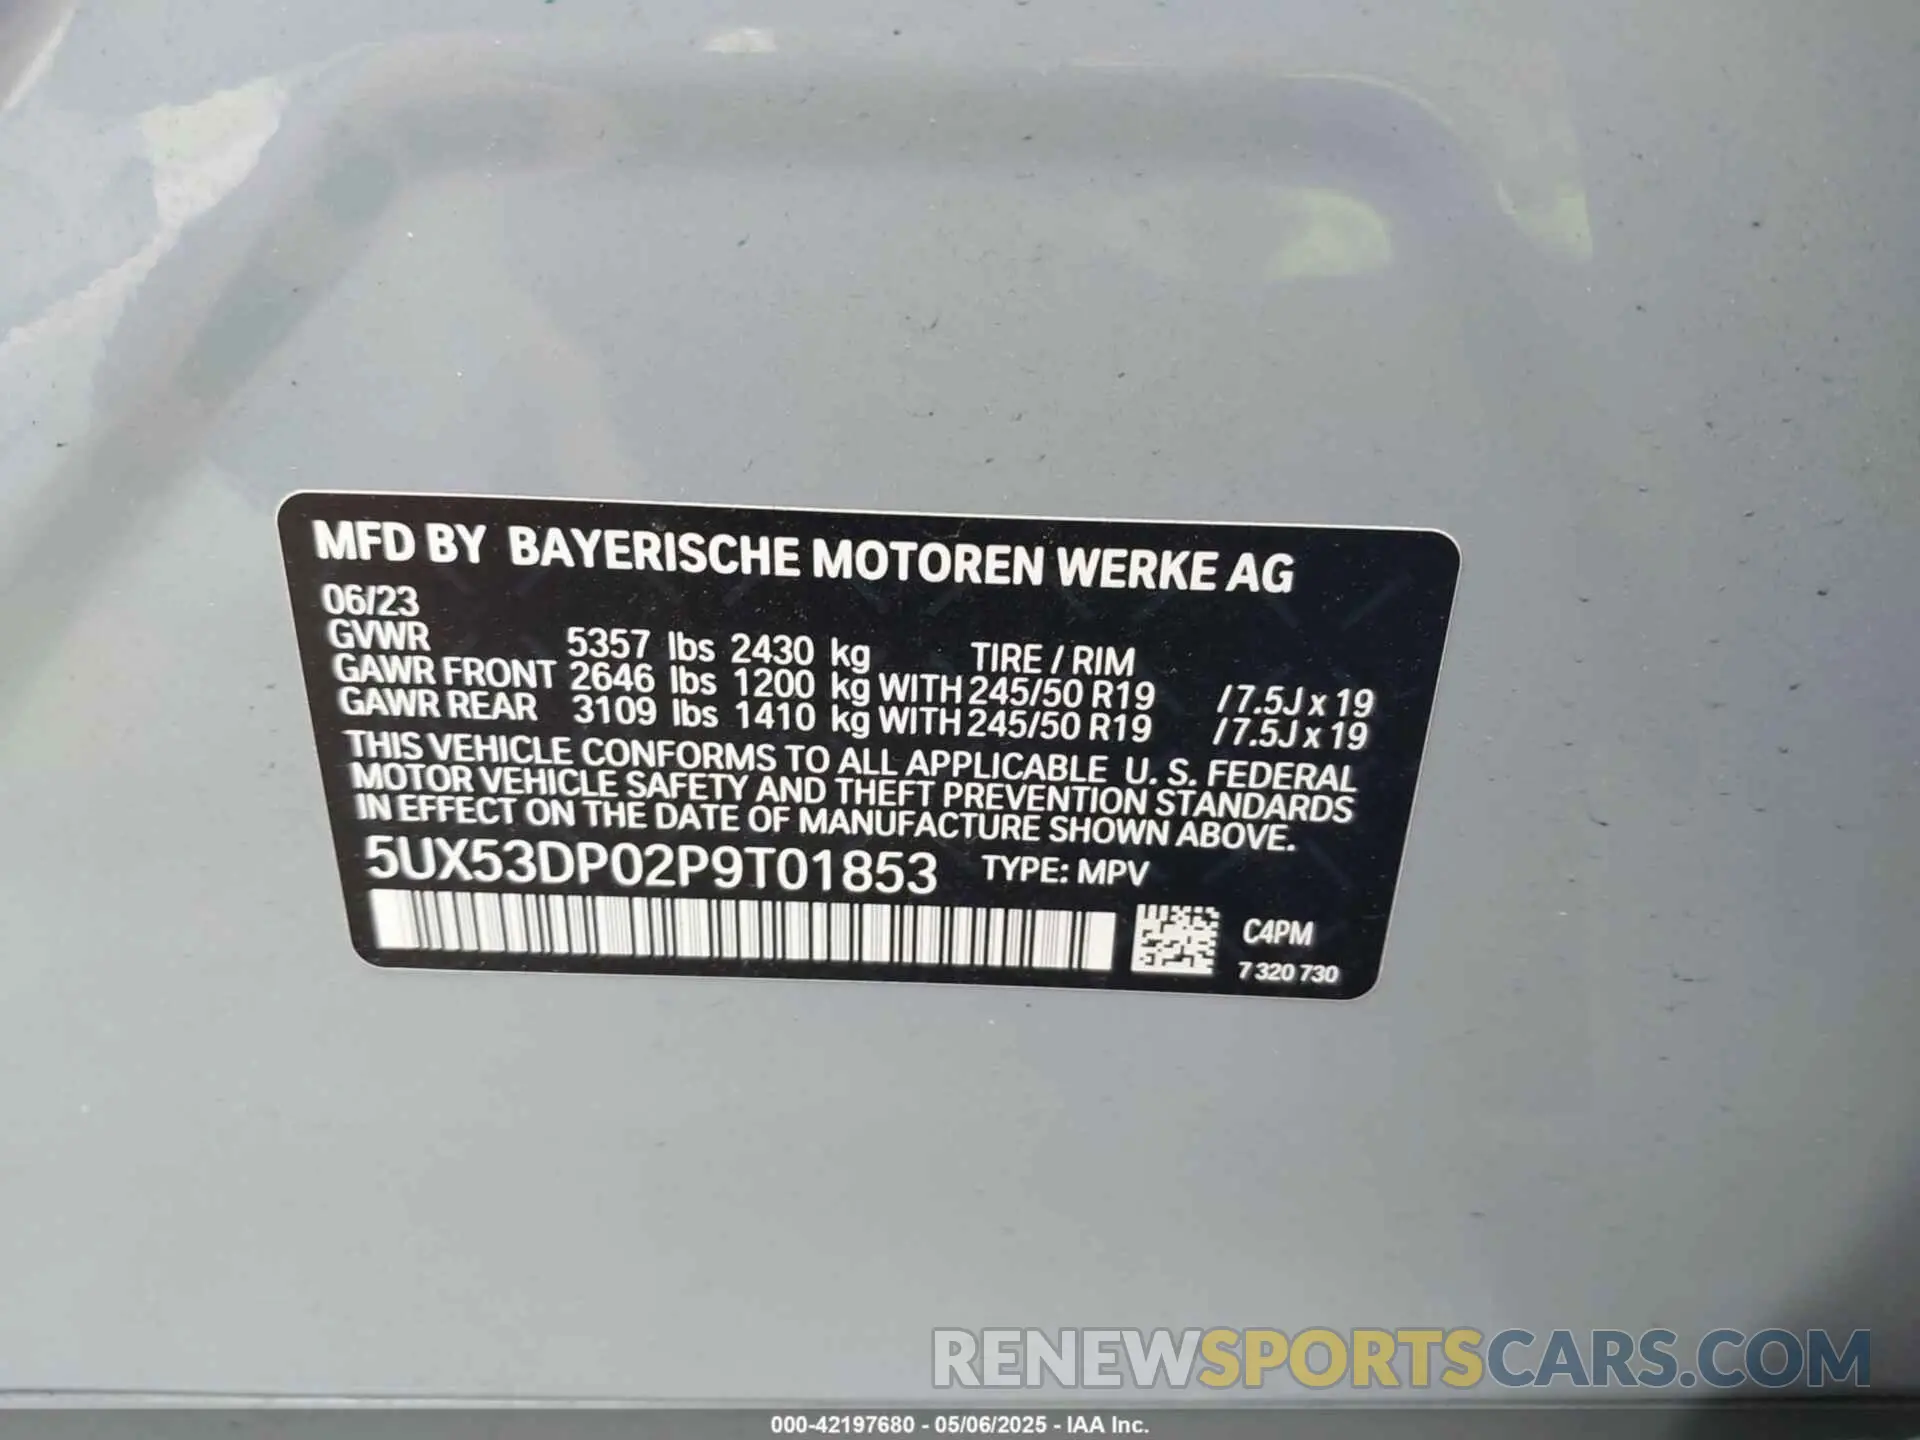 MFD BY BAYERISCHE MOTOREN WERKE AG
06/23
GVWR 5357 lbs 2430 kg TIRE / RIM
GAWR FRONT 2646 lbs 1200 kg WITH 245/50 R19 /7.5J x 19
GAWR REAR 3109 lbs 1410 kg WITH 245/50 R19 /7.5J x 19
THIS VEHICLE CONFORMS TO ALL APPLICABLE U. S. FEDERAL
MOTOR VEHICLE SAFETY AND THEFT PREVENTION STANDARDS
IN EFFECT ON THE DATE OF MANUFACTURE SHOWN ABOVE.
5UX53DP02P9T01853 TYPE: MPV
C4PM
7 320 730
RENEWSPORTSCARS.COM
000-42197680 - 05/06/2025 - IAA Inc.